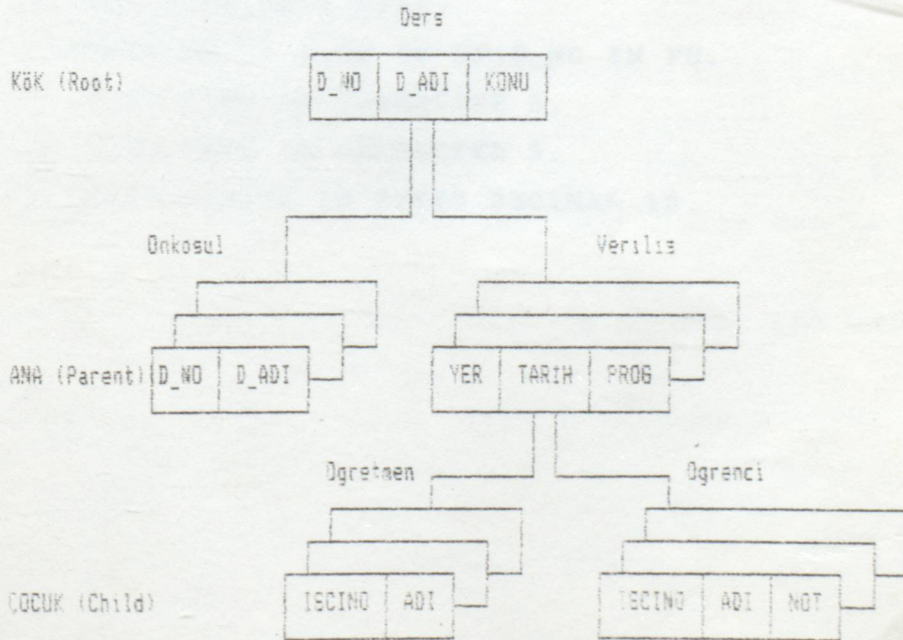 Ders
Kök (Root)
D_NO D_ADI KONU
Onkosul Verilis
ANA (Parent) D_NO D_ADI YER TARIH PROG
Ogretmen Ogrenci
ÇOCUK (Child) ISCINO ADI ISCINO ADI NOT